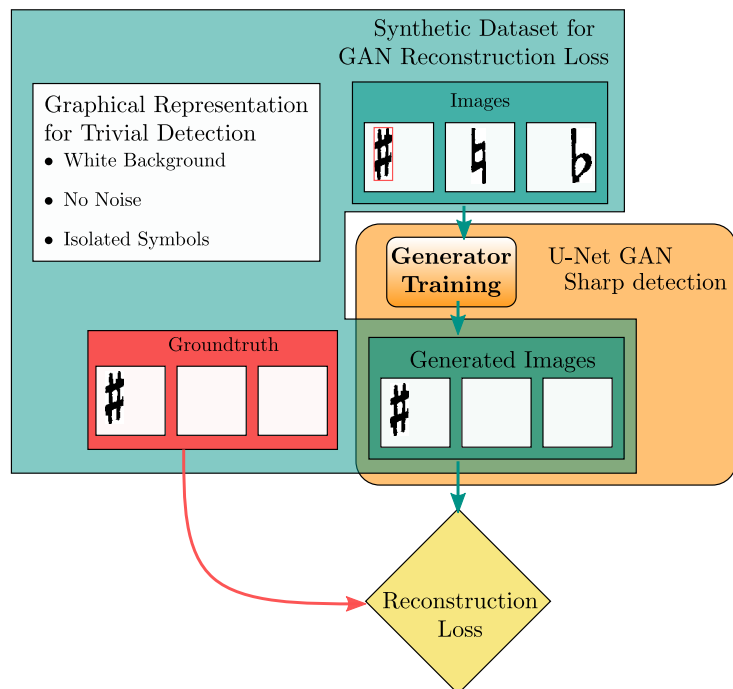 Synthetic Dataset for
GAN Reconstruction Loss
Graphical Representation
for Trivial Detection
• White Background
• No Noise
• Isolated Symbols
Images
♯ ♮ ♭
Generator
Training
U-Net GAN
Sharp detection
Groundtruth
♯
Generated Images
♯
Reconstruction
Loss